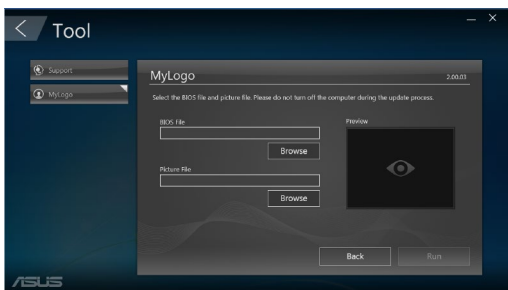 Tool
Support
MyLogo
MyLogo
2.00.03
Select the BIOS file and picture file. Please do not turn off the computer during the update process.
BIOS File
Browse
Picture File
Browse
Preview
Back
Run
ASUS